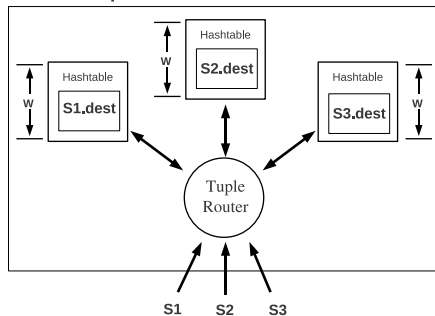 Hashtable
S1.dest
W
Hashtable
S2.dest
W
Hashtable
S3.dest
W
Tuple
Router
S1 S2 S3